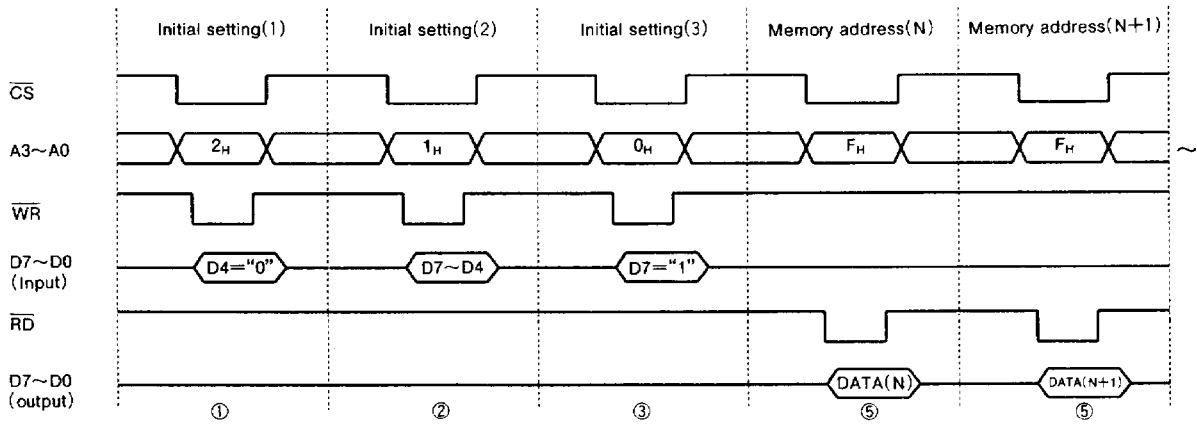 Initial setting(1) Initial setting(2) Initial setting(3) Memory address(N) Memory address(N+1)
CS
A3~A0 2H 1H 0H FH FH ~
WR
D7~D0
(Input) D4="0" D7~D4 D7="1"
RD
D7~D0
(output) DATA(N) DATA(N+1)
① ② ③ ⑤ ⑤